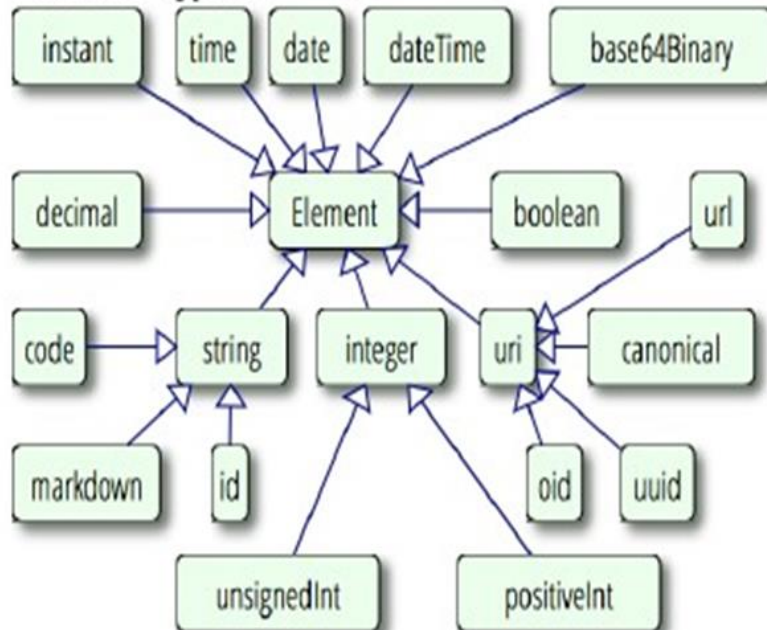 instant
time
date
dateTime
base64Binary
decimal
Element
boolean
url
code
string
integer
uri
canonical
markdown
id
oid
uuid
unsignedInt
positiveInt